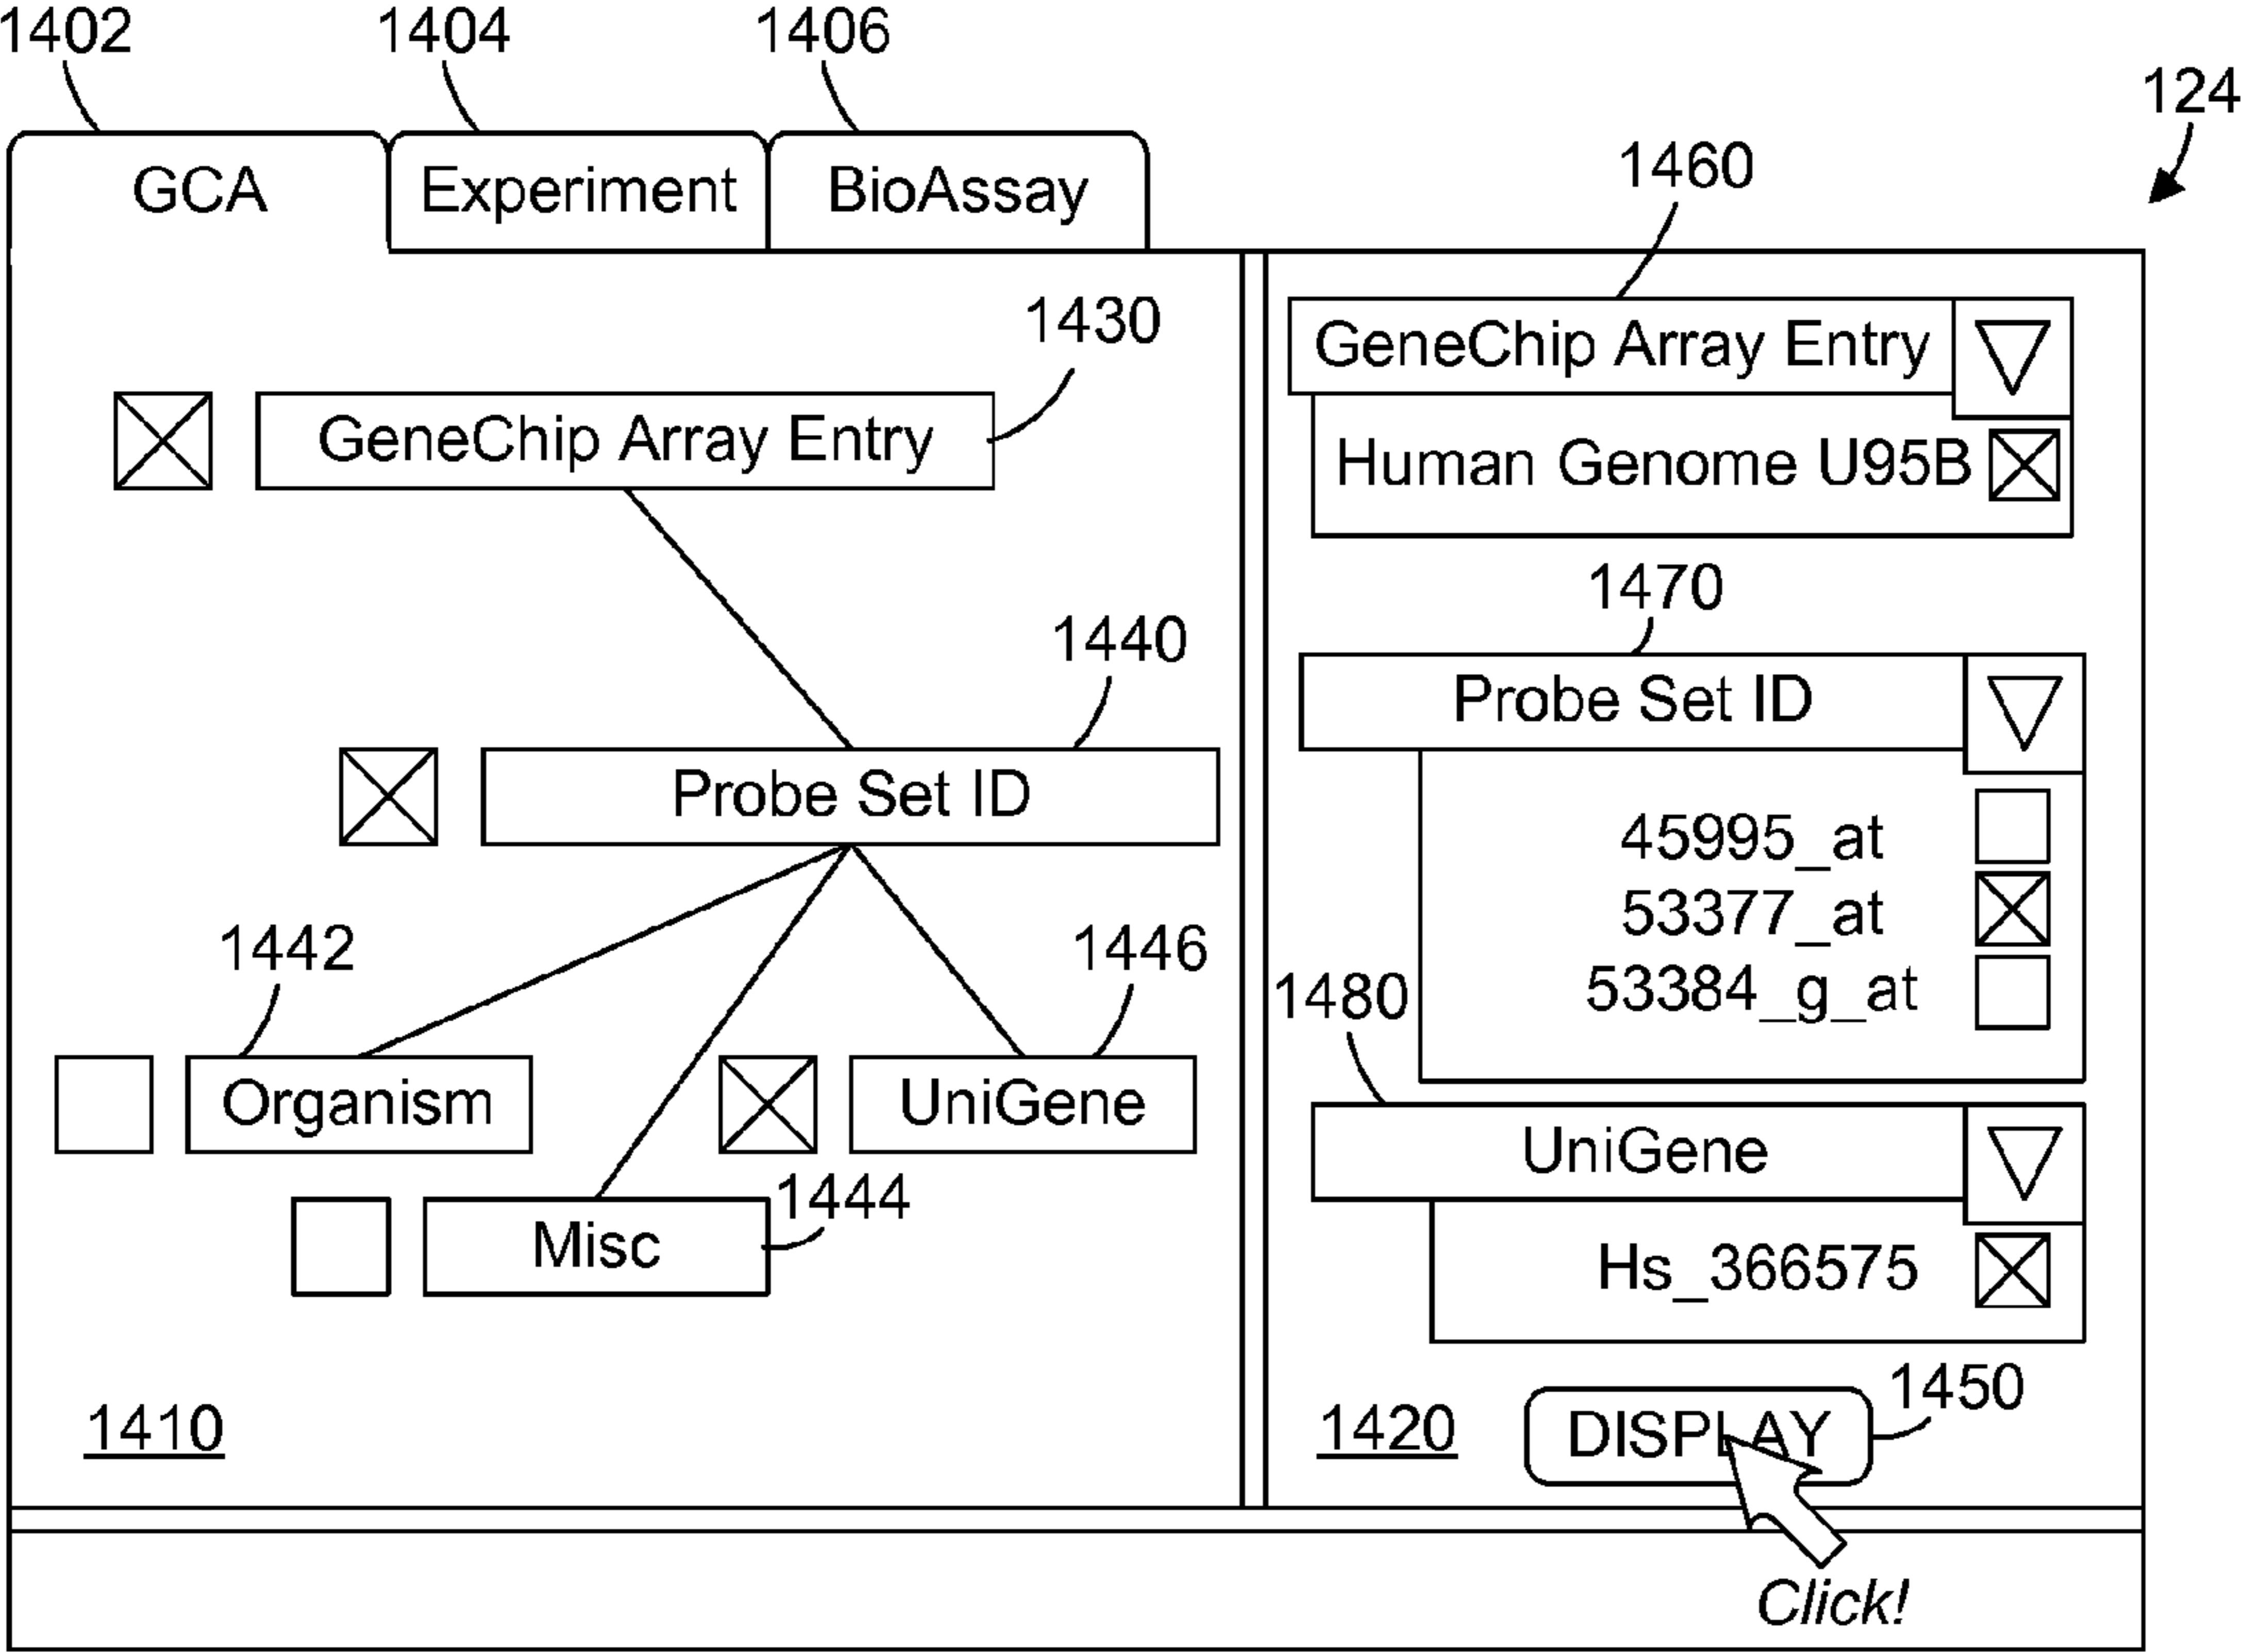 1402
1404
1406
124
GCA
Experiment
BioAssay
1460
1430
GeneChip Array Entry
GeneChip Array Entry
Human Genome U95B
1470
1440
Probe Set ID
Probe Set ID
45995_at
53377_at
53384_g_at
1442
1446
1480
Organism
UniGene
UniGene
1444
Misc
Hs_366575
1410
1420
DISPLAY
1450
Click!